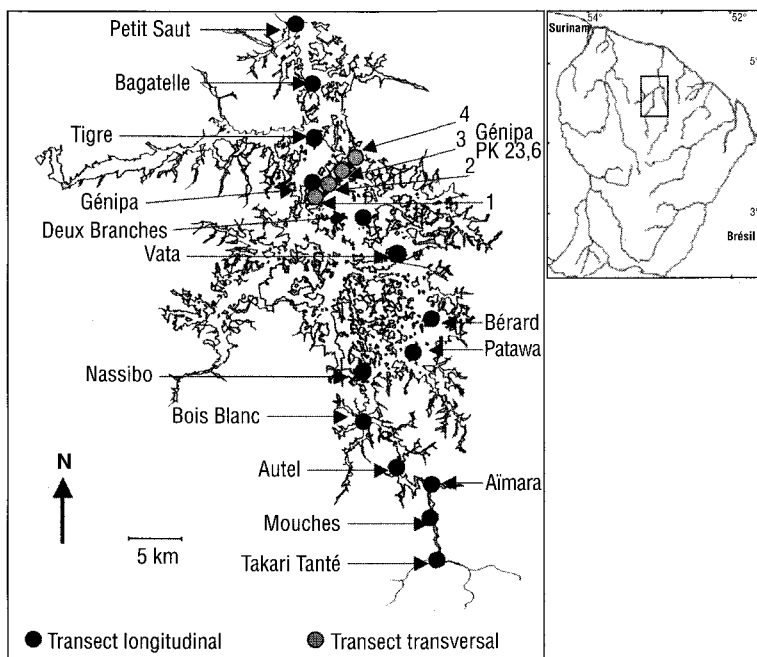 Petit Saut
Bagatelle
Tigre
4
3
Génipa
PK 23,6
2
1
Génipa
Deux Branches
Vata
Bérard
Patawa
Nassibo
Bois Blanc
Autel
Aïmara
Mouches
Takari Tanté
N
5 km
Transect longitudinal
Transect transversal
54°
52°
Surinam
5°
3°
Brésil